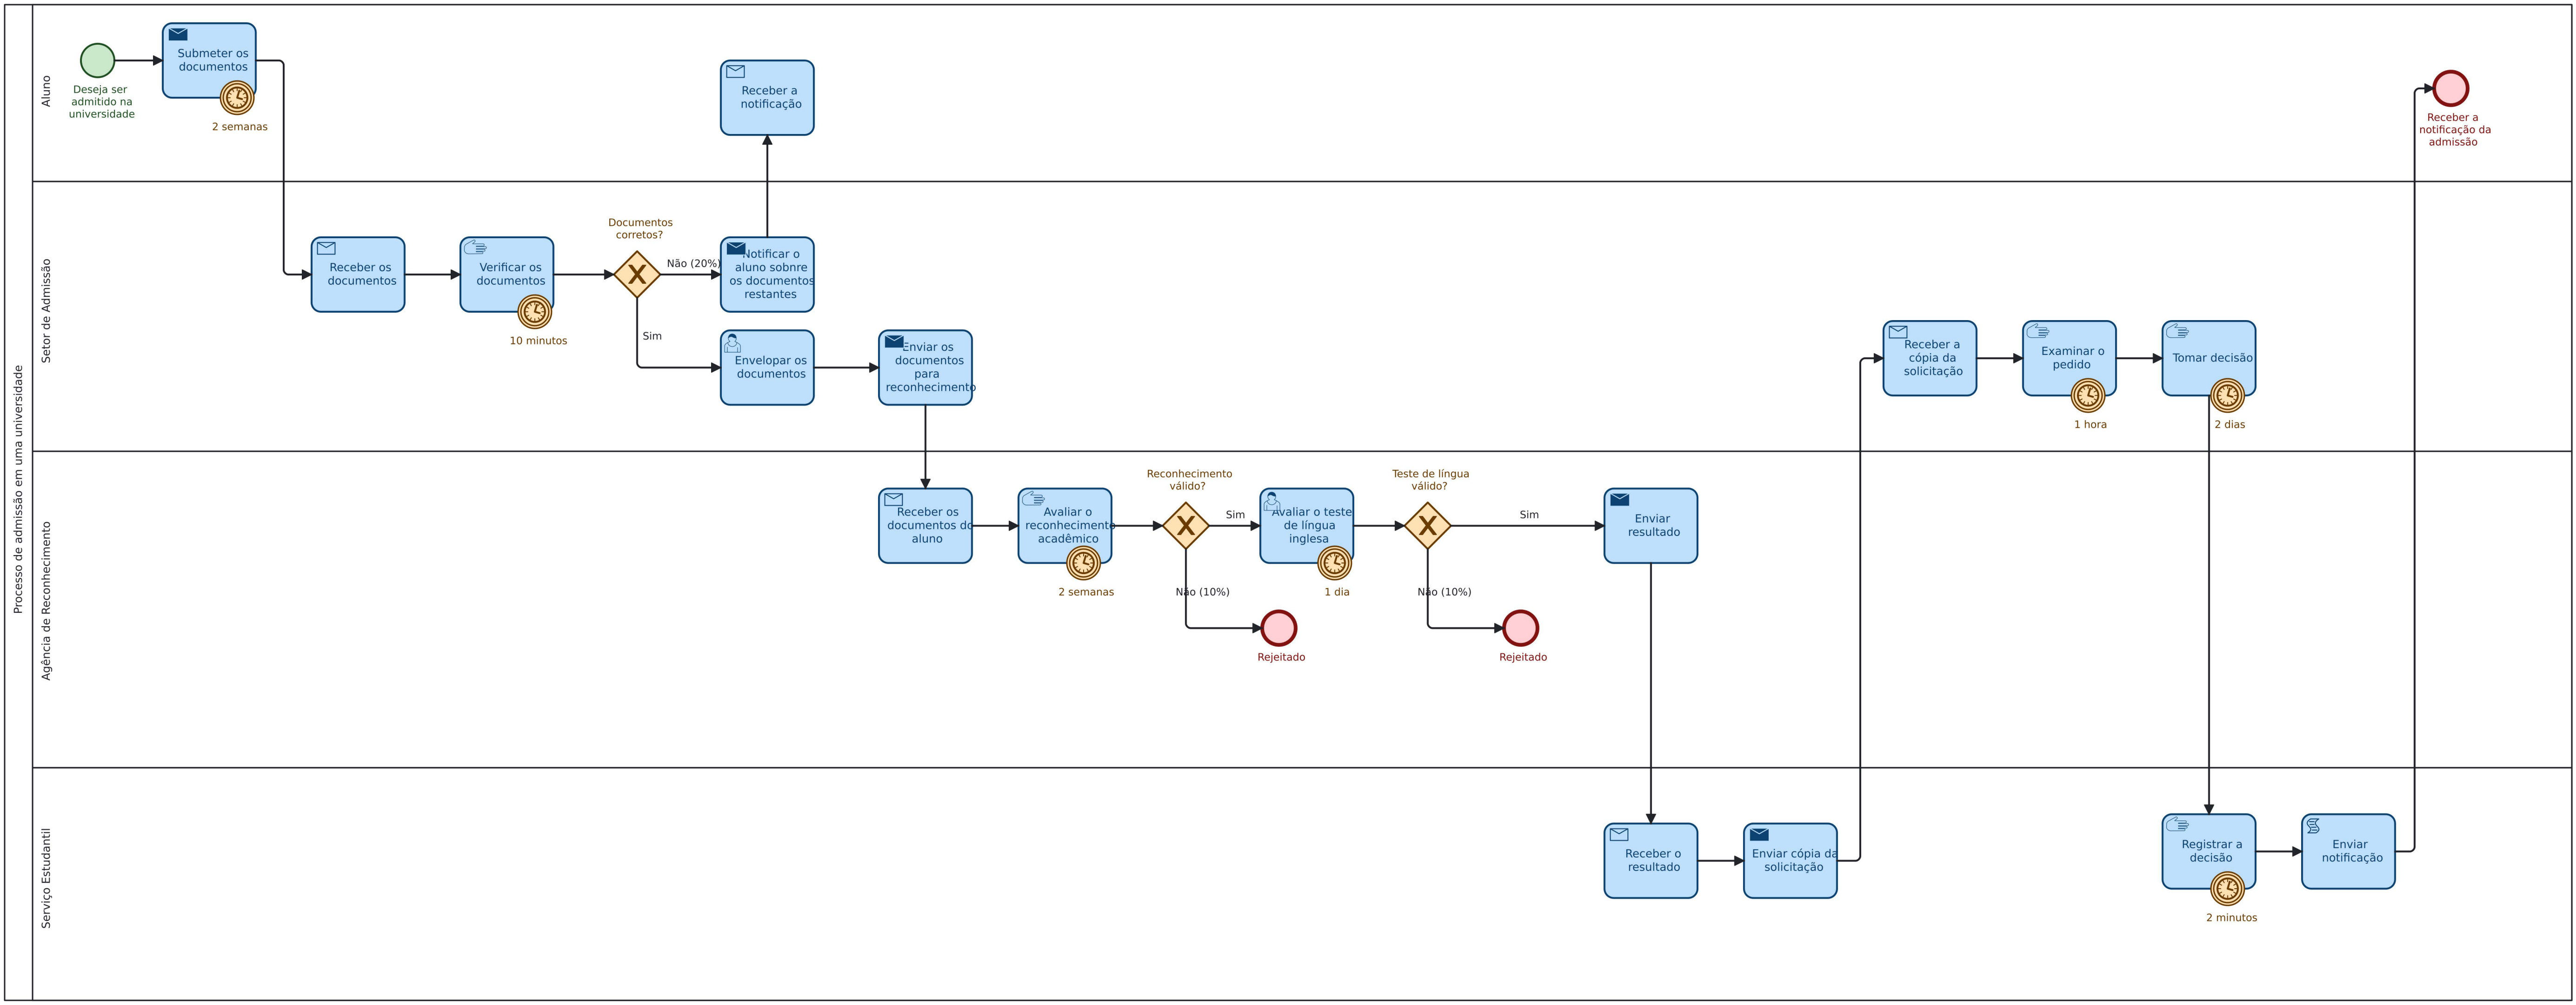 Processo de admissão em uma universidade
Aluno
Deseja ser
admitido na
universidade
Submeter os
documentos
2 semanas
Receber a
notificação
Receber a
notificação da
admissão
Setor de Admissão
Receber os
documentos
Verificar os
documentos
10 minutos
Documentos
corretos?
Não (20%)
Sim
Notificar o
aluno sobnre
os documentos
restantes
Envelopar os
documentos
Enviar os
documentos
para
reconhecimento
Receber a
cópia da
solicitação
Examinar o
pedido
1 hora
Tomar decisão
2 dias
Agência de Reconhecimento
Receber os
documentos do
aluno
Avaliar o
reconhecimento
acadêmico
2 semanas
Reconhecimento
válido?
Sim
Não (10%)
Rejeitado
Avaliar o teste
de língua
inglesa
1 dia
Teste de língua
válido?
Sim
Não (10%)
Rejeitado
Enviar
resultado
Serviço Estudantil
Receber o
resultado
Enviar cópia da
solicitação
Registrar a
decisão
2 minutos
Enviar
notificação